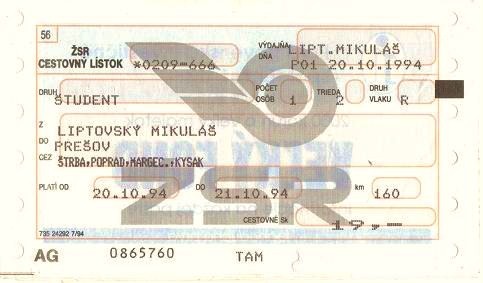 56
ŽSR
CESTOVNÝ LÍSTOK *0209-666
VÝDAJŇA LIPT.MIKULÁŠ
DŇA P01 20.10.1994
DRUH ŠTUDENT POČET OSÔB 1 TRIEDA 2 DRUH VLAKU R
Z LIPTOVSKÝ MIKULÁŠ
DO PREŠOV
CEZ ŠTRBA,POPRAD,MARGEC.,KYSAK
PLATÍ OD 20.10.94 DO 21.10.94 km 160
CESTOVNÉ Sk 19,-
735 24292 7/94
AG 0865760 TAM
VEĽKÝ FOND
ŽSR